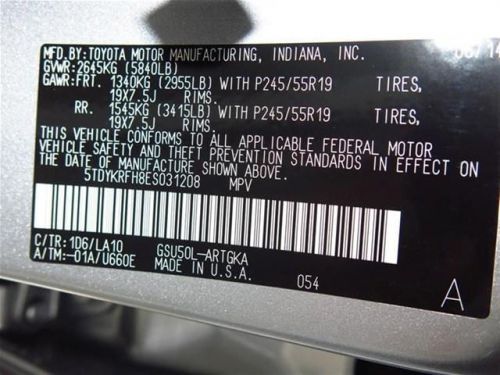 MFD.BY:TOYOTA MOTOR MANUFACTURING, INDIANA, INC.
GVWR:2645KG (5840LB)
GAWR:FRT. 1340KG (2955LB) WITH P245/55R19 TIRES,
19X7.5J RIMS.
RR. 1545KG (3415LB) WITH P245/55R19 TIRES,
19X7.5J RIMS.
THIS VEHICLE CONFORMS TO ALL APPLICABLE FEDERAL MOTOR
VEHICLE SAFETY AND THEFT PREVENTION STANDARDS IN EFFECT ON
THE DATE OF MANUFACTURE SHOWN ABOVE.
5TDYKRFH8ES031208 MPV
C/TR:1D6/LA10 GSU50L-ARTGKA
A/TM:-01A/U660E MADE IN U.S.A. 054
A